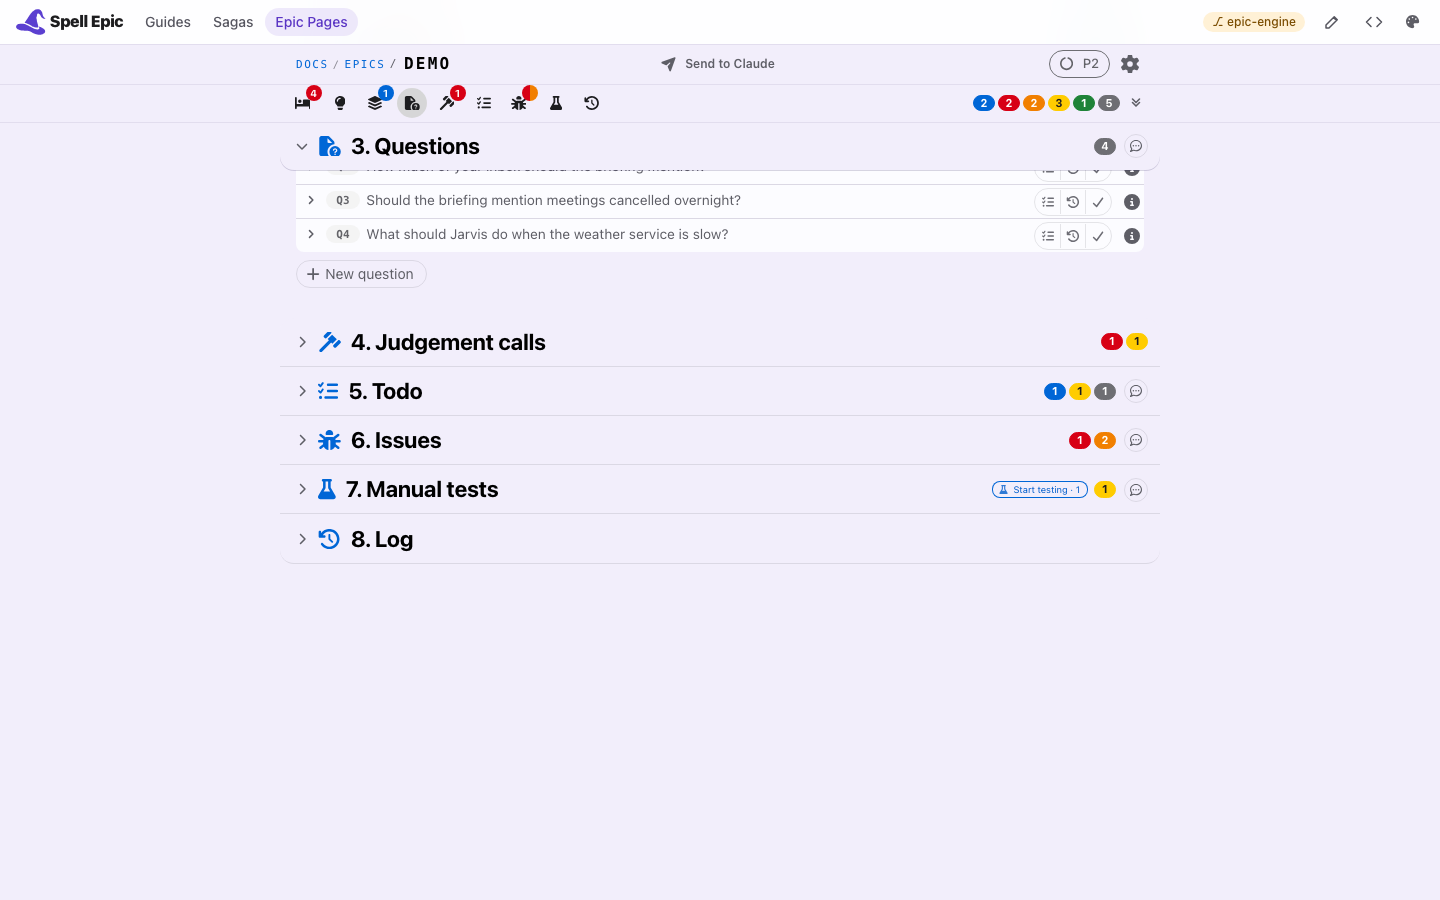 Spell Epic
Guides
Sagas
Epic Pages
epic-engine
DOCS / EPICS / DEMO
Send to Claude
P2
4
1
1
2 2 2 3 1 5
3. Questions
4
Q3 Should the briefing mention meetings cancelled overnight?
Q4 What should Jarvis do when the weather service is slow?
+ New question
4. Judgement calls
1 1
5. Todo
1 1 1
6. Issues
1 2
7. Manual tests
Start testing · 1
1
8. Log